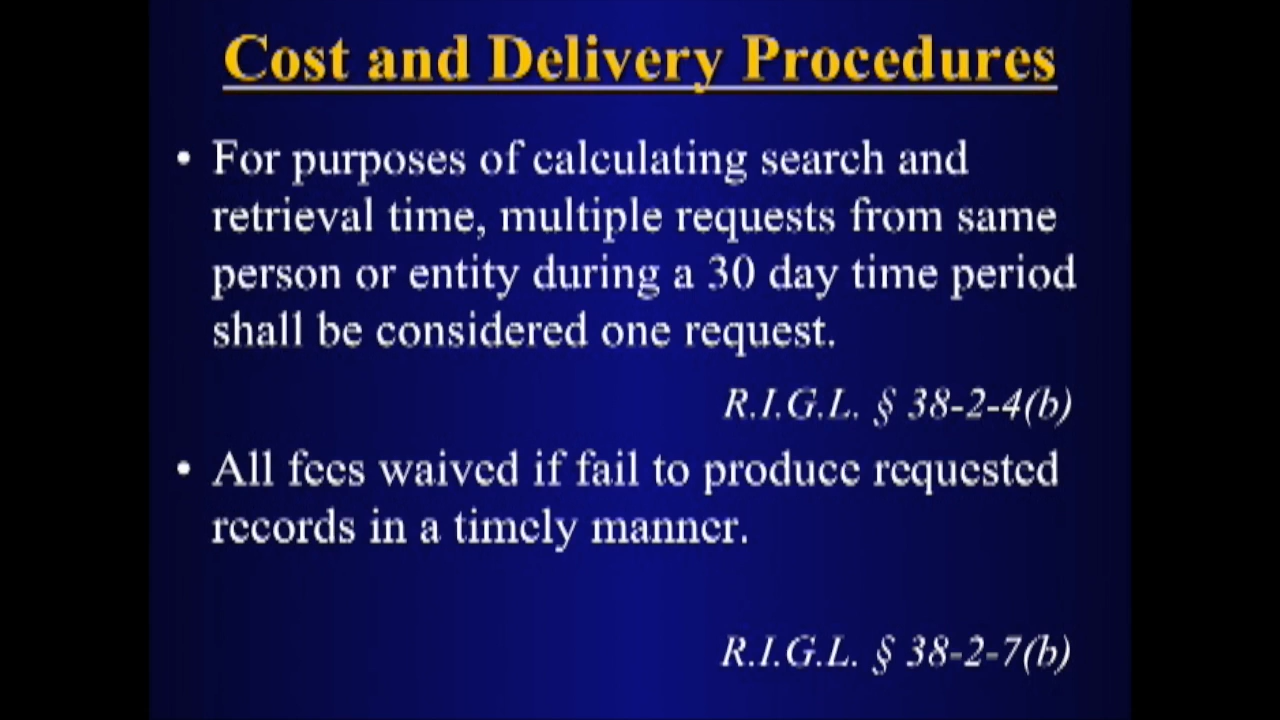 Cost and Delivery Procedures
• For purposes of calculating search and
retrieval time, multiple requests from same
person or entity during a 30 day time period
shall be considered one request.
R.I.G.L. § 38-2-4(b)
• All fees waived if fail to produce requested
records in a timely manner.
R.I.G.L. § 38-2-7(b)